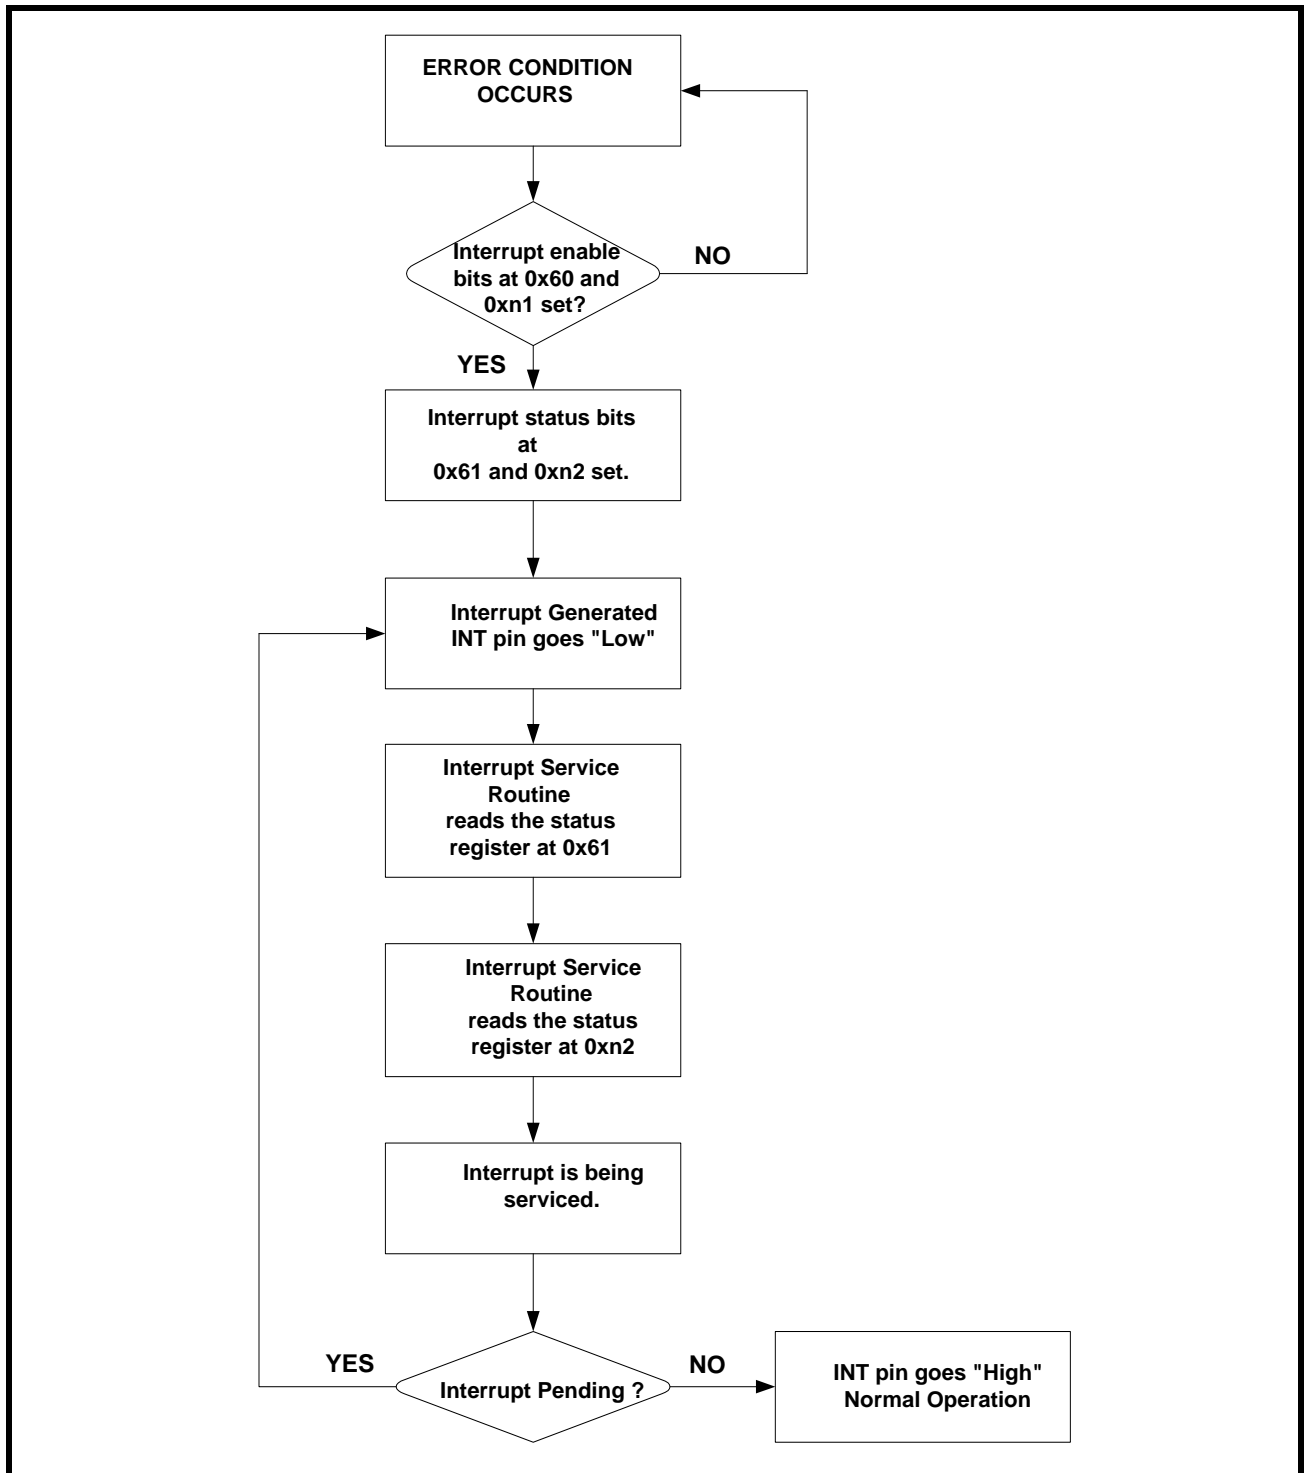 ERROR CONDITION
OCCURS
Interrupt enable
bits at 0x60 and
0xn1 set?
NO
YES
Interrupt status bits
at
0x61 and 0xn2 set.
Interrupt Generated
INT pin goes "Low"
Interrupt Service
Routine
reads the status
register at 0x61
Interrupt Service
Routine
reads the status
register at 0xn2
Interrupt is being
serviced.
YES
Interrupt Pending ?
NO
INT pin goes "High"
Normal Operation